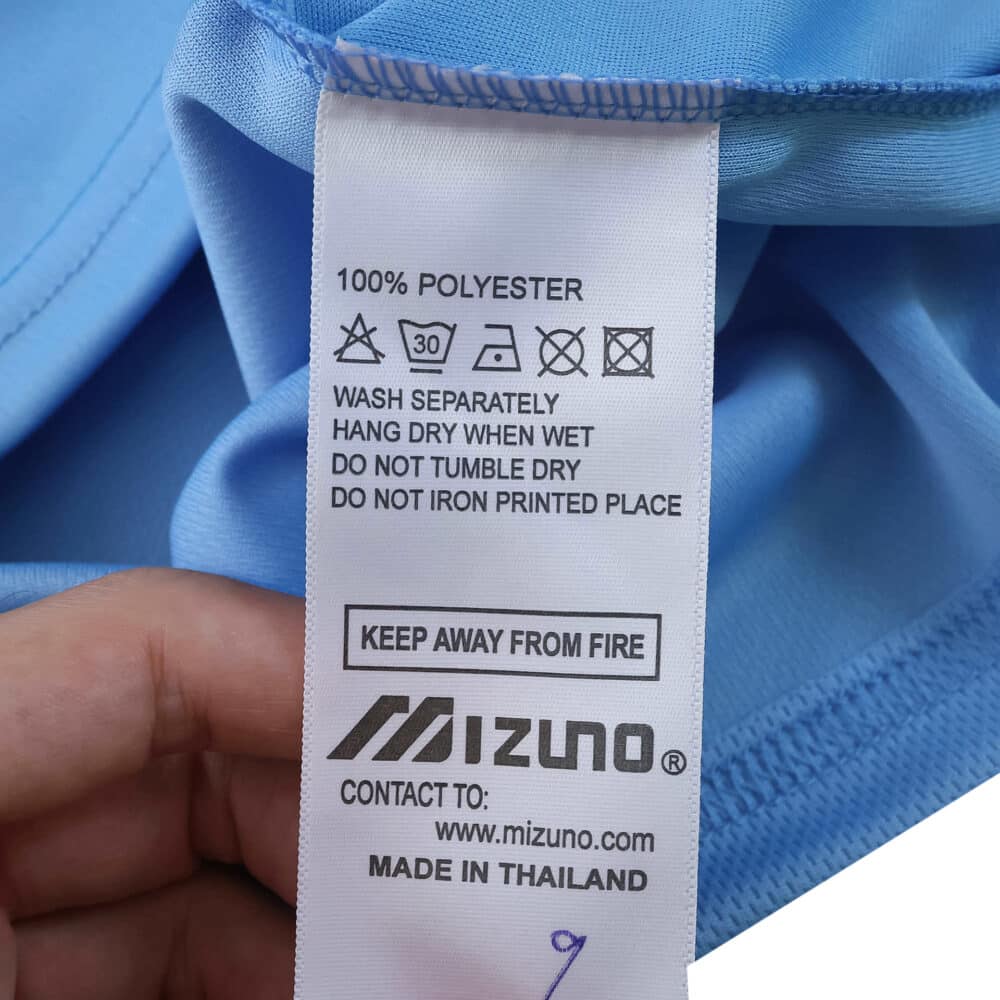 100% POLYESTER
30
WASH SEPARATELY
HANG DRY WHEN WET
DO NOT TUMBLE DRY
DO NOT IRON PRINTED PLACE
KEEP AWAY FROM FIRE
MIZUNO®
CONTACT TO:
www.mizuno.com
MADE IN THAILAND